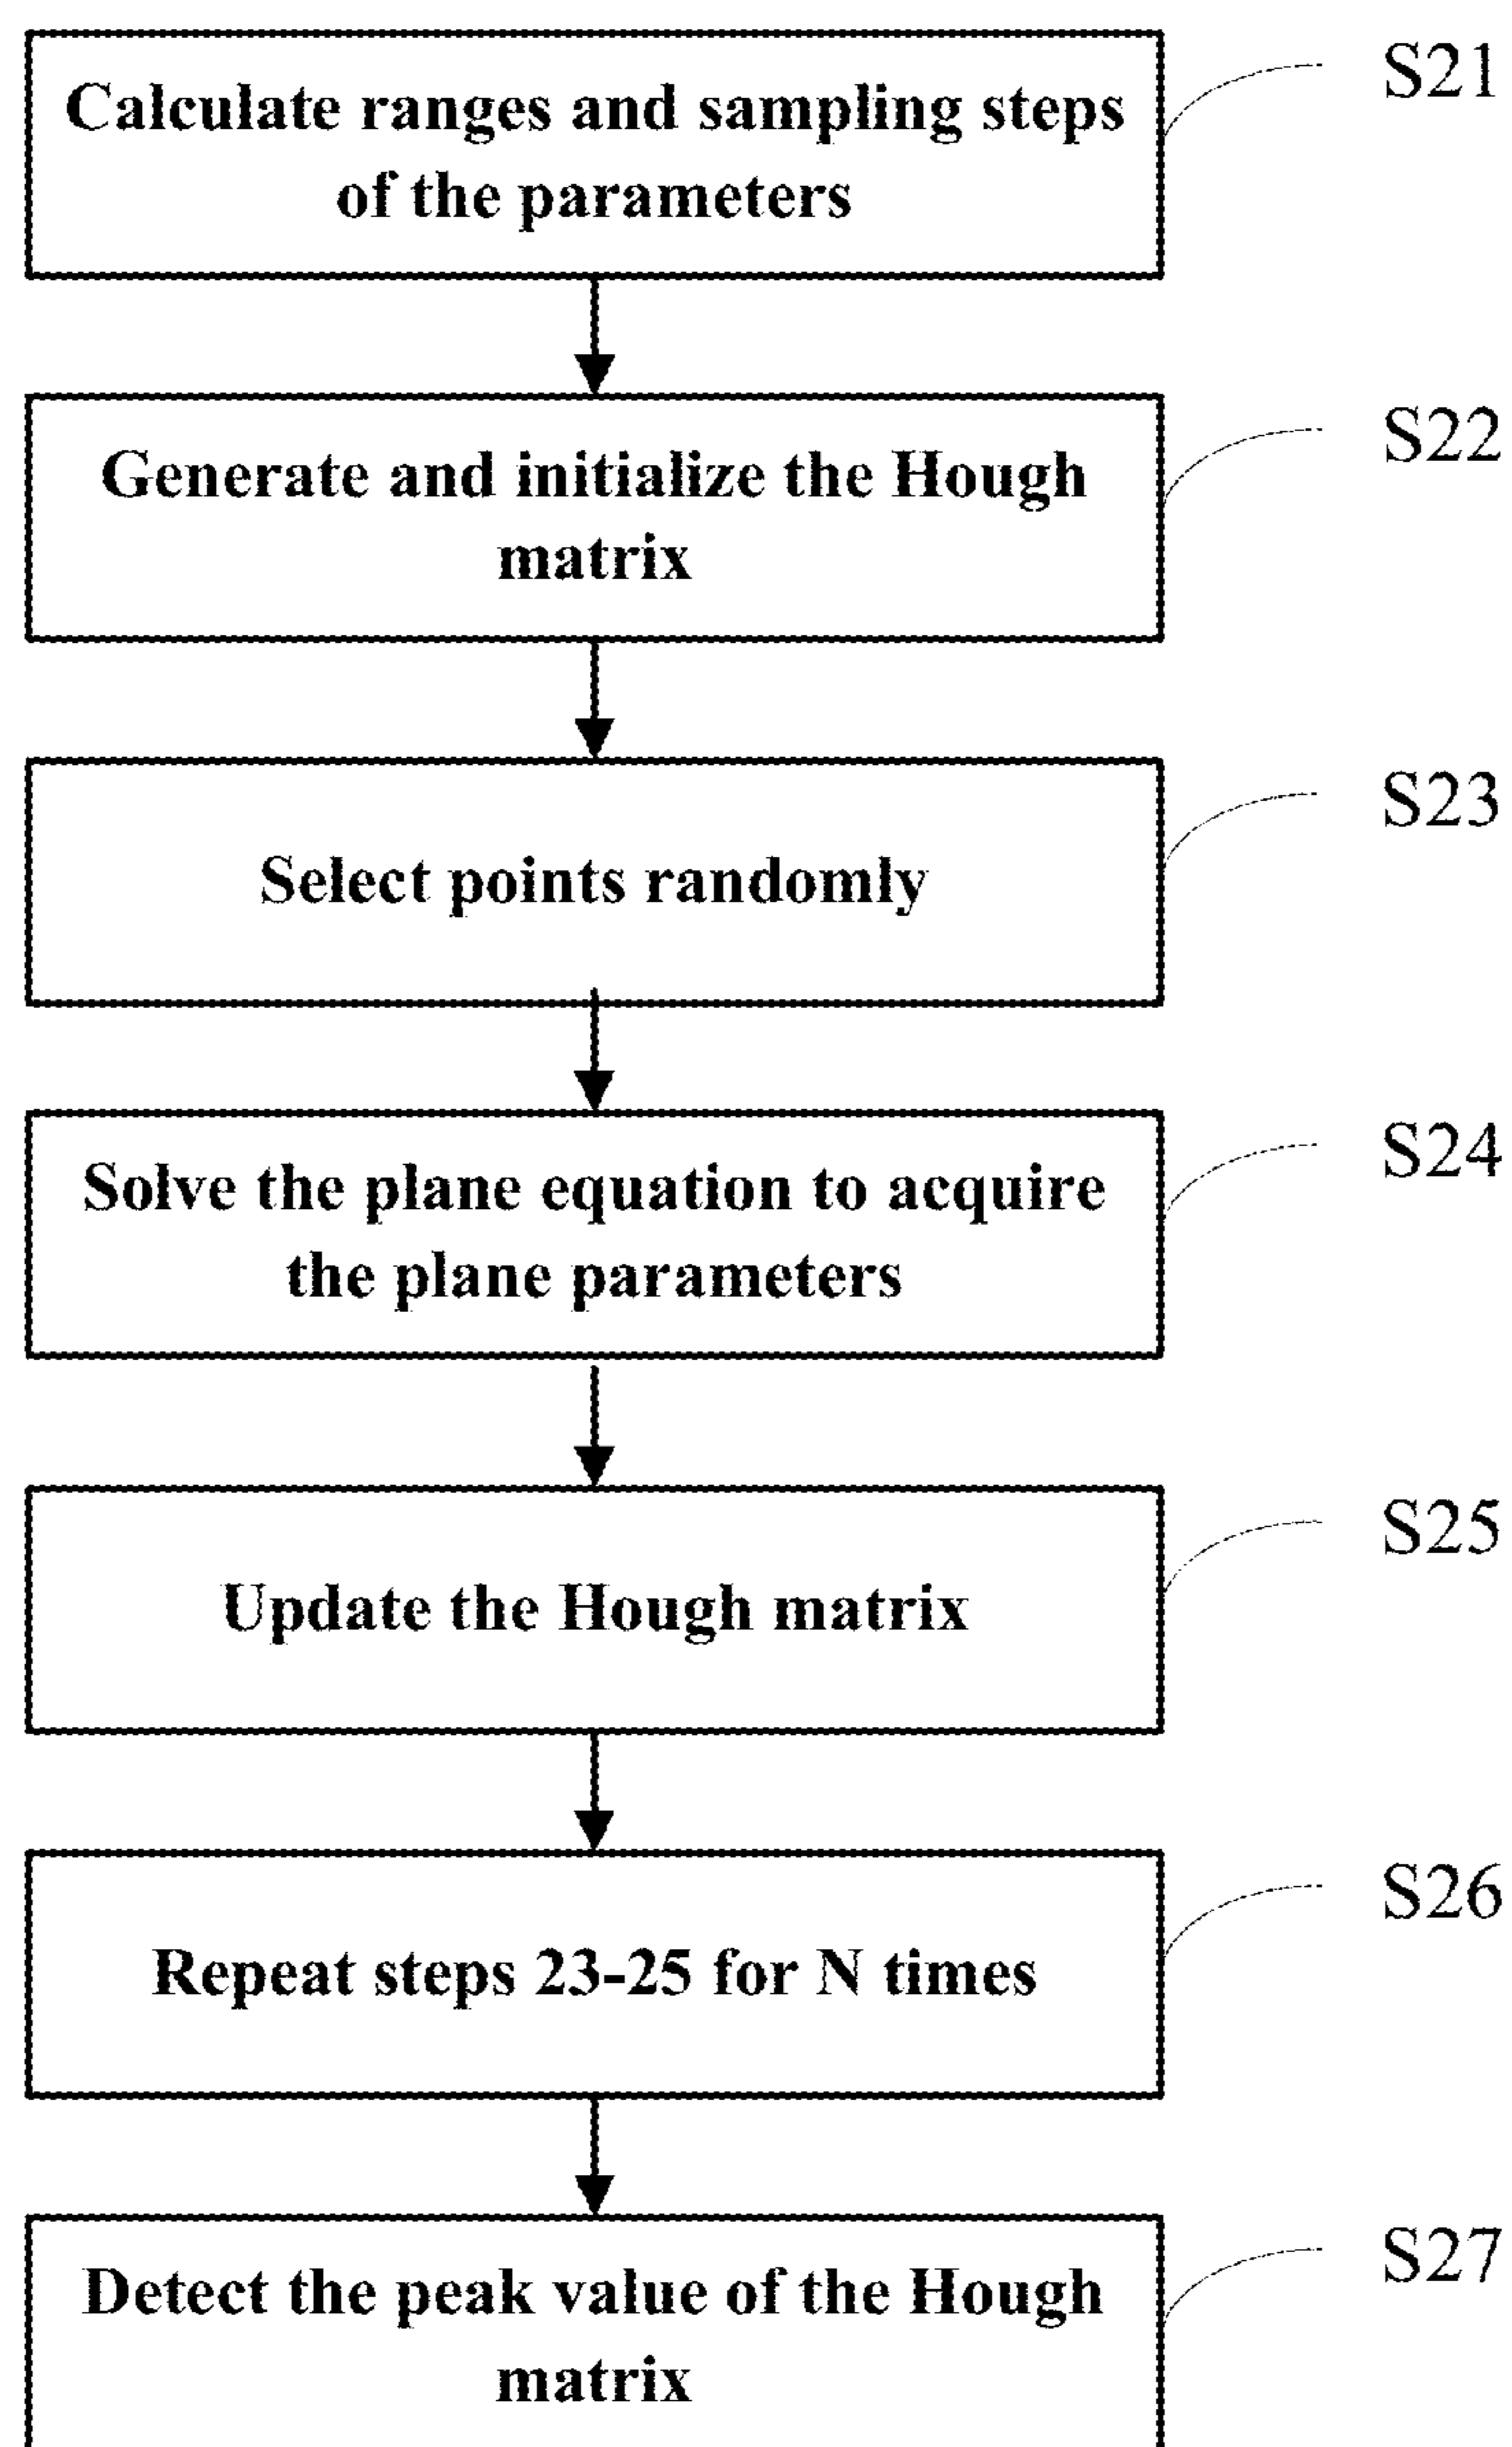 Calculate ranges and sampling steps
of the parameters
S21
Generate and initialize the Hough
matrix
S22
Select points randomly
S23
Solve the plane equation to acquire
the plane parameters
S24
Update the Hough matrix
S25
Repeat steps 23-25 for N times
S26
Detect the peak value of the Hough
matrix
S27